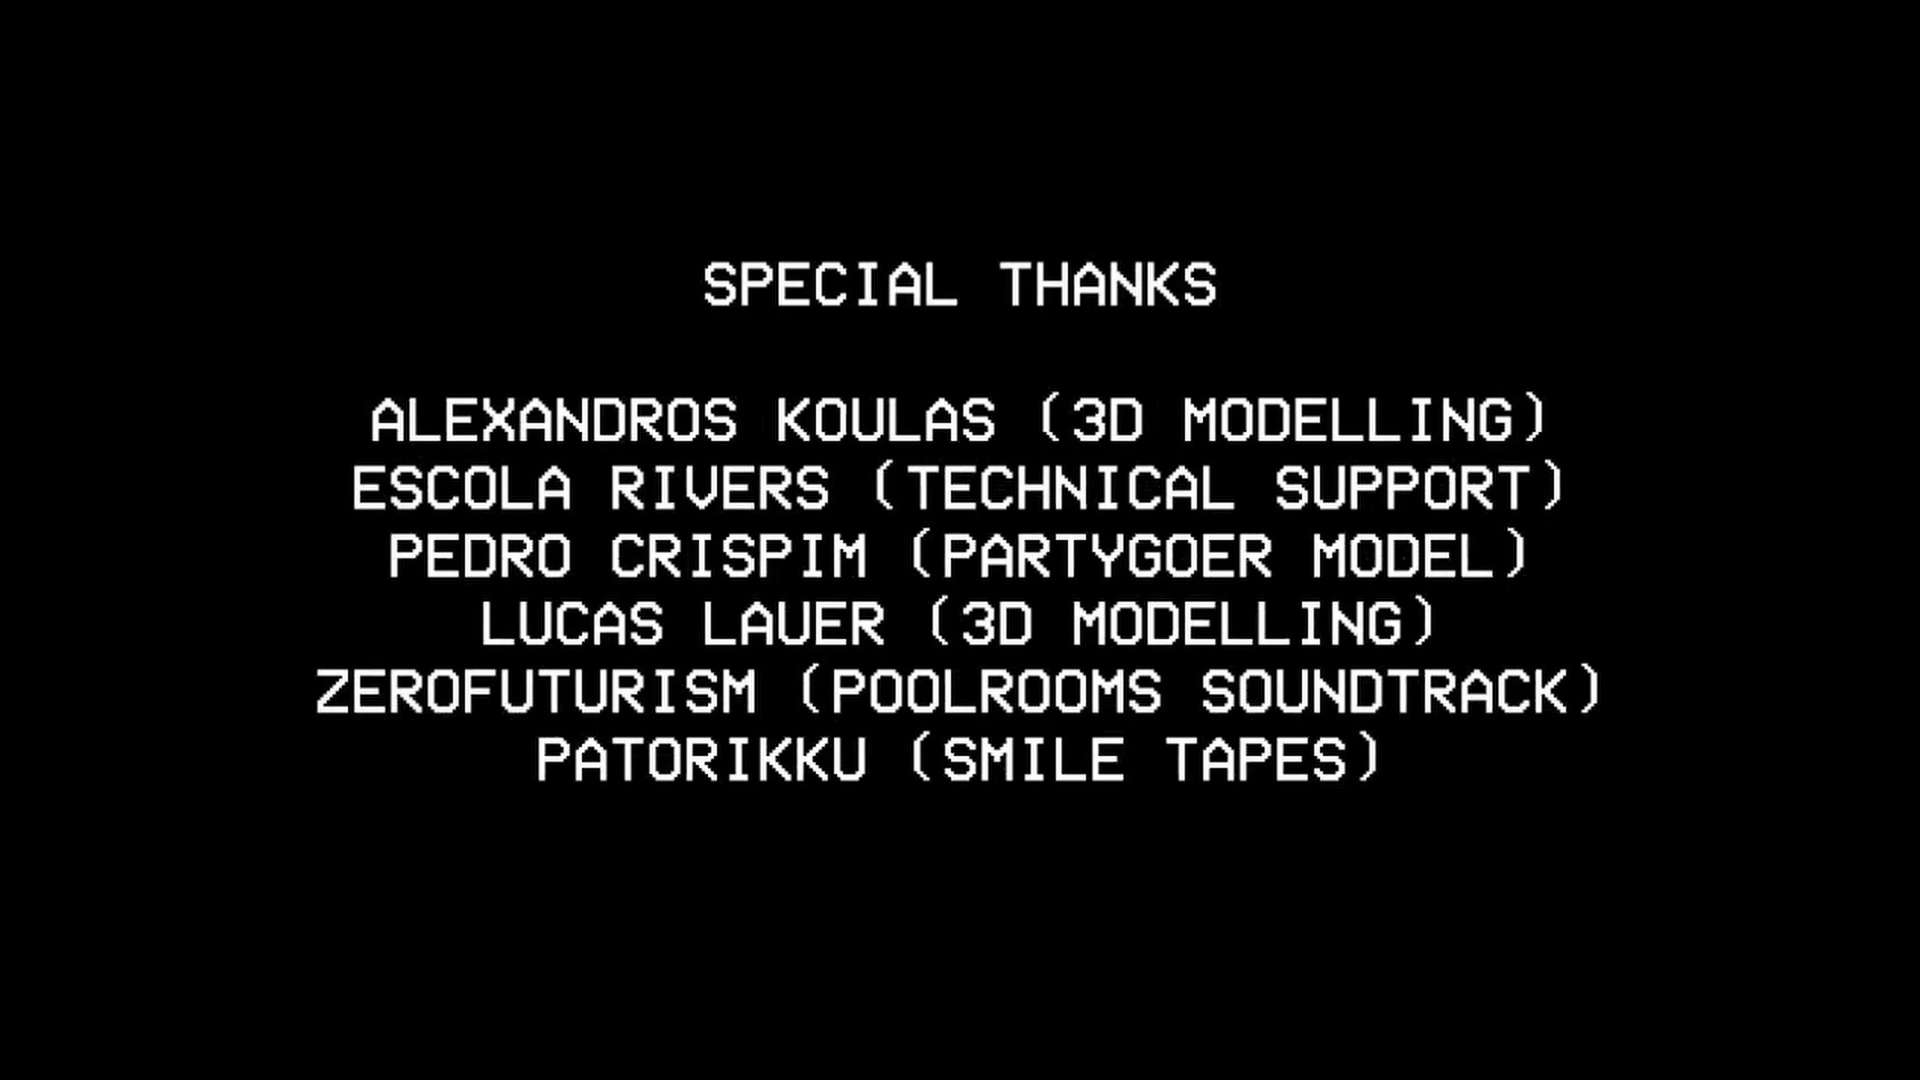 SPECIAL THANKS
ALEXANDROS KOULAS (3D MODELLING)
ESCOLA RIVERS (TECHNICAL SUPPORT)
PEDRO CRISPIM (PARTYGOER MODEL)
LUCAS LAUER (3D MODELLING)
ZEROFUTURISM (POOLROOMS SOUNDTRACK)
PATORIKKU (SMILE TAPES)